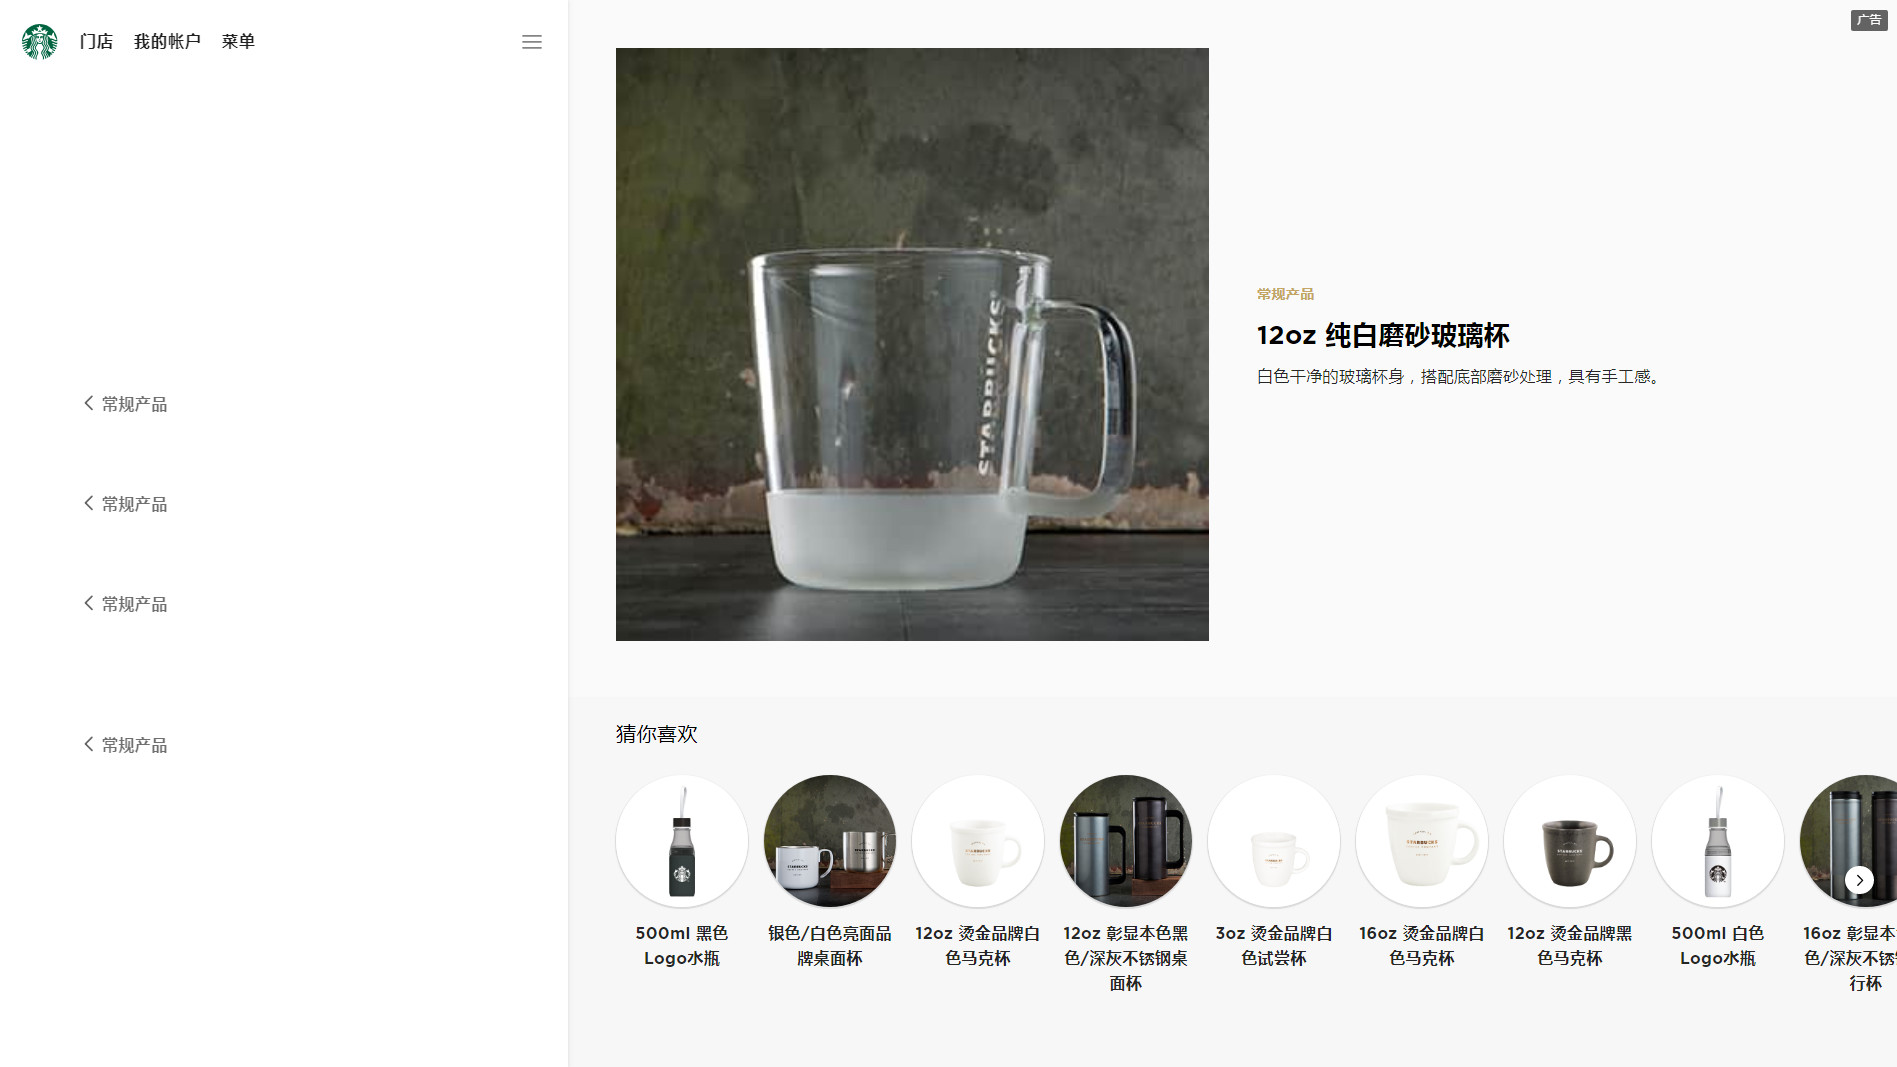 门店 我的帐户 菜单
广告
常规产品
常规产品
常规产品
常规产品
STARBUCKS
常规产品
12oz 纯白磨砂玻璃杯
白色干净的玻璃杯身，搭配底部磨砂处理，具有手工感。
猜你喜欢
500ml 黑色
Logo水瓶
银色/白色亮面品
牌桌面杯
12oz 烫金品牌白
色马克杯
12oz 彰显本色黑
色/深灰不锈钢桌
面杯
3oz 烫金品牌白
色试尝杯
16oz 烫金品牌白
色马克杯
12oz 烫金品牌黑
色马克杯
500ml 白色
Logo水瓶
16oz 彰显本
色/深灰不锈
行杯